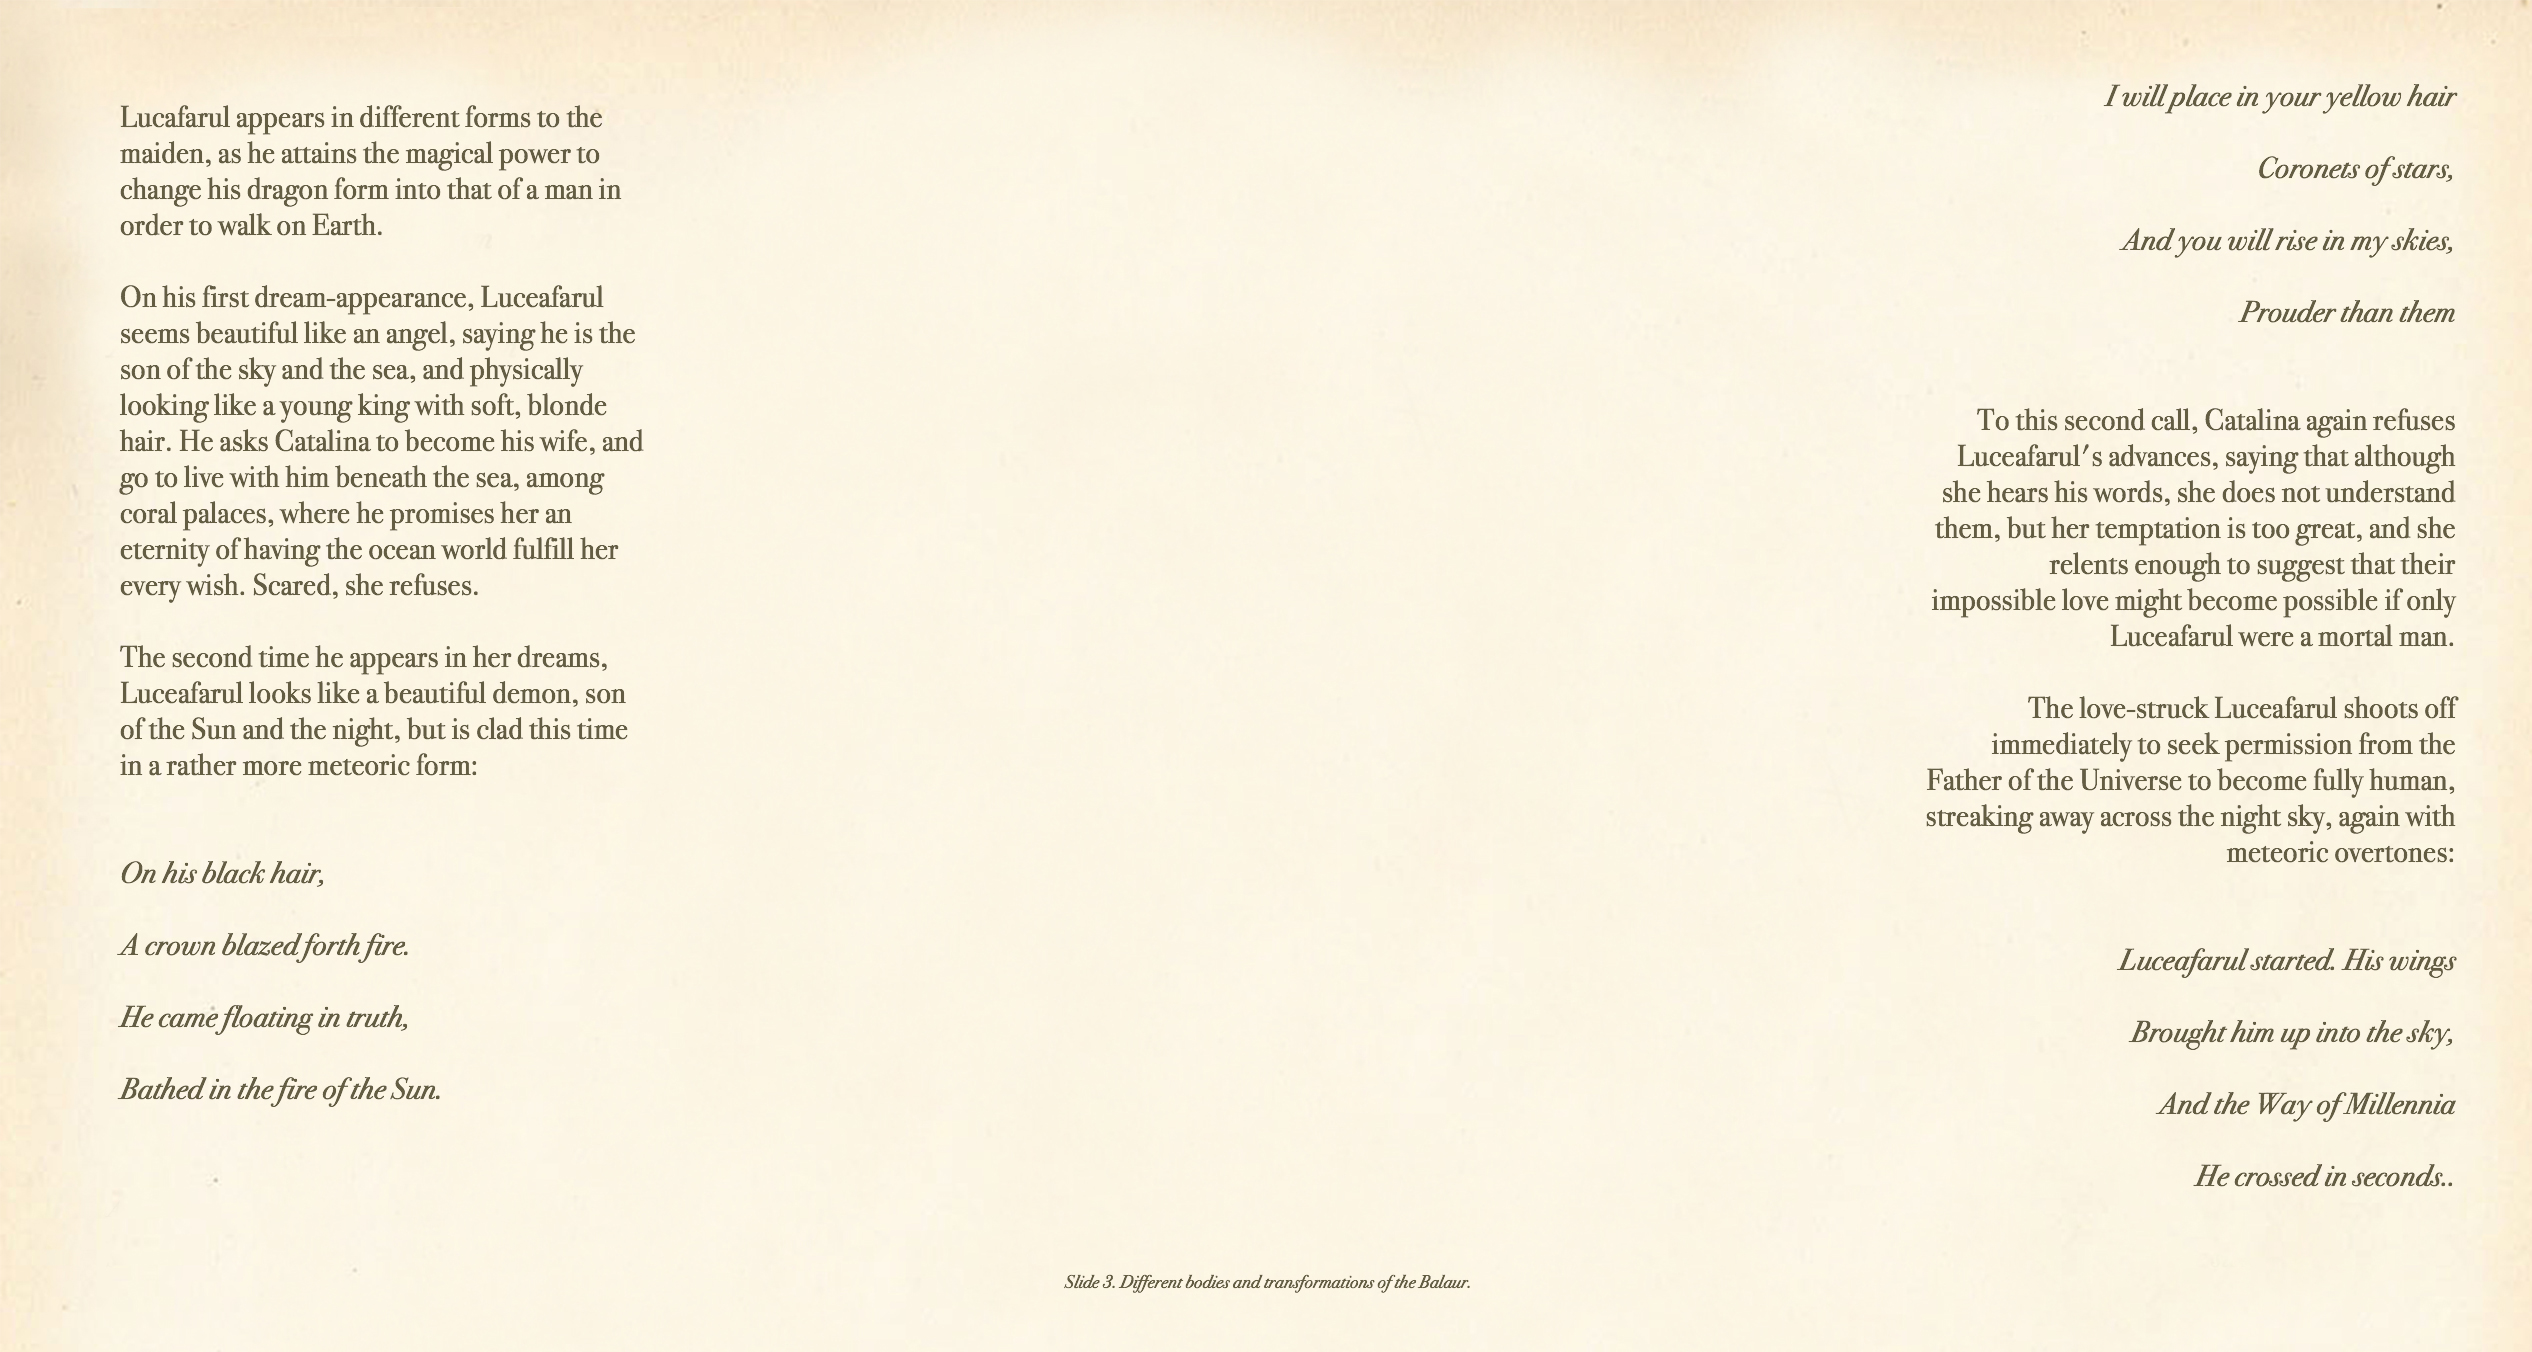 Lucafarul appears in different forms to the
maiden, as he attains the magical power to
change his dragon form into that of a man in
order to walk on Earth.
On his first dream-appearance, Luceafarul
seems beautiful like an angel, saying he is the
son of the sky and the sea, and physically
looking like a young king with soft, blonde
hair. He asks Catalina to become his wife, and
go to live with him beneath the sea, among
coral palaces, where he promises her an
eternity of having the ocean world fulfill her
every wish. Scared, she refuses.
The second time he appears in her dreams,
Luceafarul looks like a beautiful demon, son
of the Sun and the night, but is clad this time
in a rather more meteoric form:
On his black hair,
A crown blazed forth fire.
He came floating in truth,
Bathed in the fire of the Sun.
I will place in your yellow hair
Coronets of stars,
And you will rise in my skies,
Prouder than them
To this second call, Catalina again refuses
Luceafarul's advances, saying that although
she hears his words, she does not understand
them, but her temptation is too great, and she
relents enough to suggest that their
impossible love might become possible if only
Luceafarul were a mortal man.
The love-struck Luceafarul shoots off
immediately to seek permission from the
Father of the Universe to become fully human,
streaking away across the night sky, again with
meteoric overtones:
Luceafarul started. His wings
Brought him up into the sky,
And the Way of Millennia
He crossed in seconds..
Slide 3. Different bodies and transformations of the Balaur.